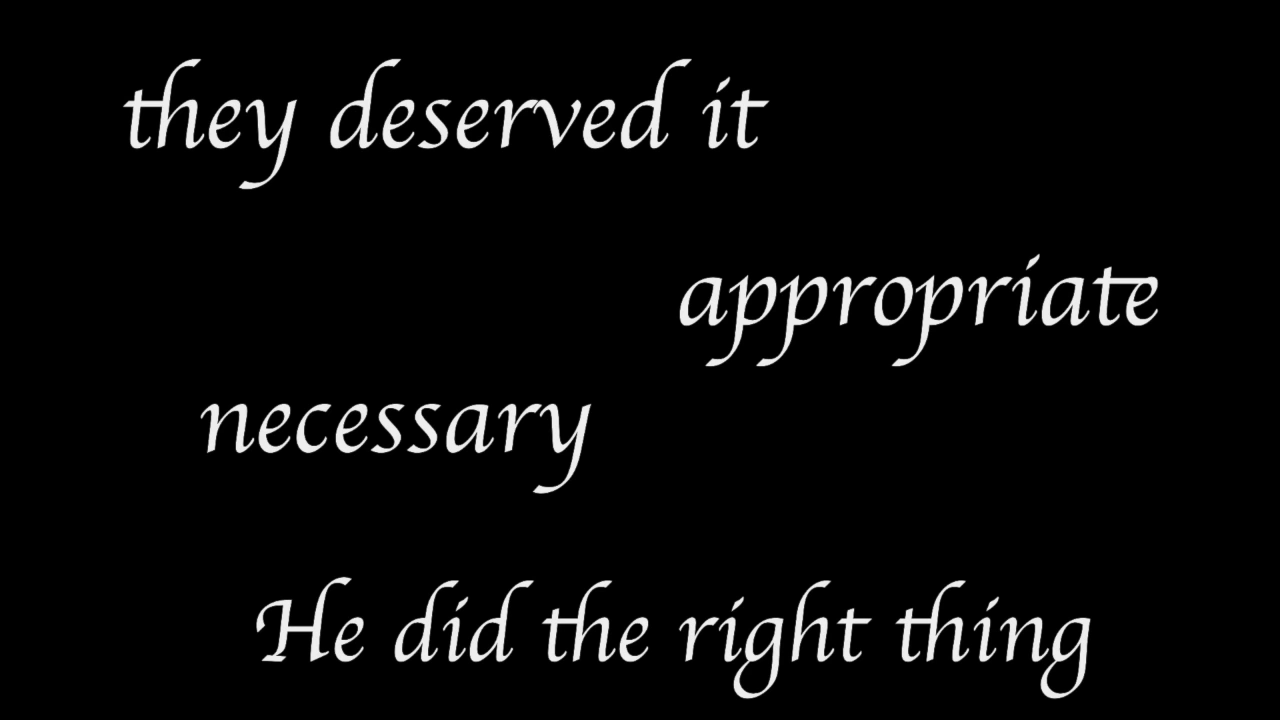 they deserved it
appropriate
necessary
He did the right thing